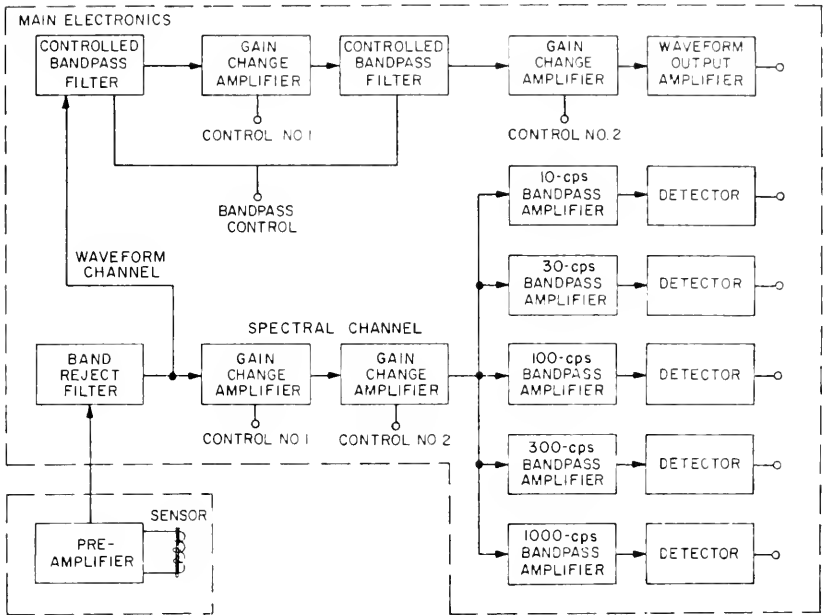 MAIN ELECTRONICS
CONTROLLED
BANDPASS
FILTER
GAIN
CHANGE
AMPLIFIER
CONTROLLED
BANDPASS
FILTER
GAIN
CHANGE
AMPLIFIER
WAVEFORM
OUTPUT
AMPLIFIER
CONTROL NO.1
CONTROL NO. 2
BANDPASS
CONTROL
10-cps
BANDPASS
AMPLIFIER
DETECTOR
WAVEFORM
CHANNEL
30-cps
BANDPASS
AMPLIFIER
DETECTOR
SPECTRAL CHANNEL
BAND
REJECT
FILTER
GAIN
CHANGE
AMPLIFIER
GAIN
CHANGE
AMPLIFIER
100-cps
BANDPASS
AMPLIFIER
DETECTOR
CONTROL NO.1
CONTROL NO.2
300-cps
BANDPASS
AMPLIFIER
DETECTOR
SENSOR
PRE-
AMPLIFIER
1000-cps
BANDPASS
AMPLIFIER
DETECTOR